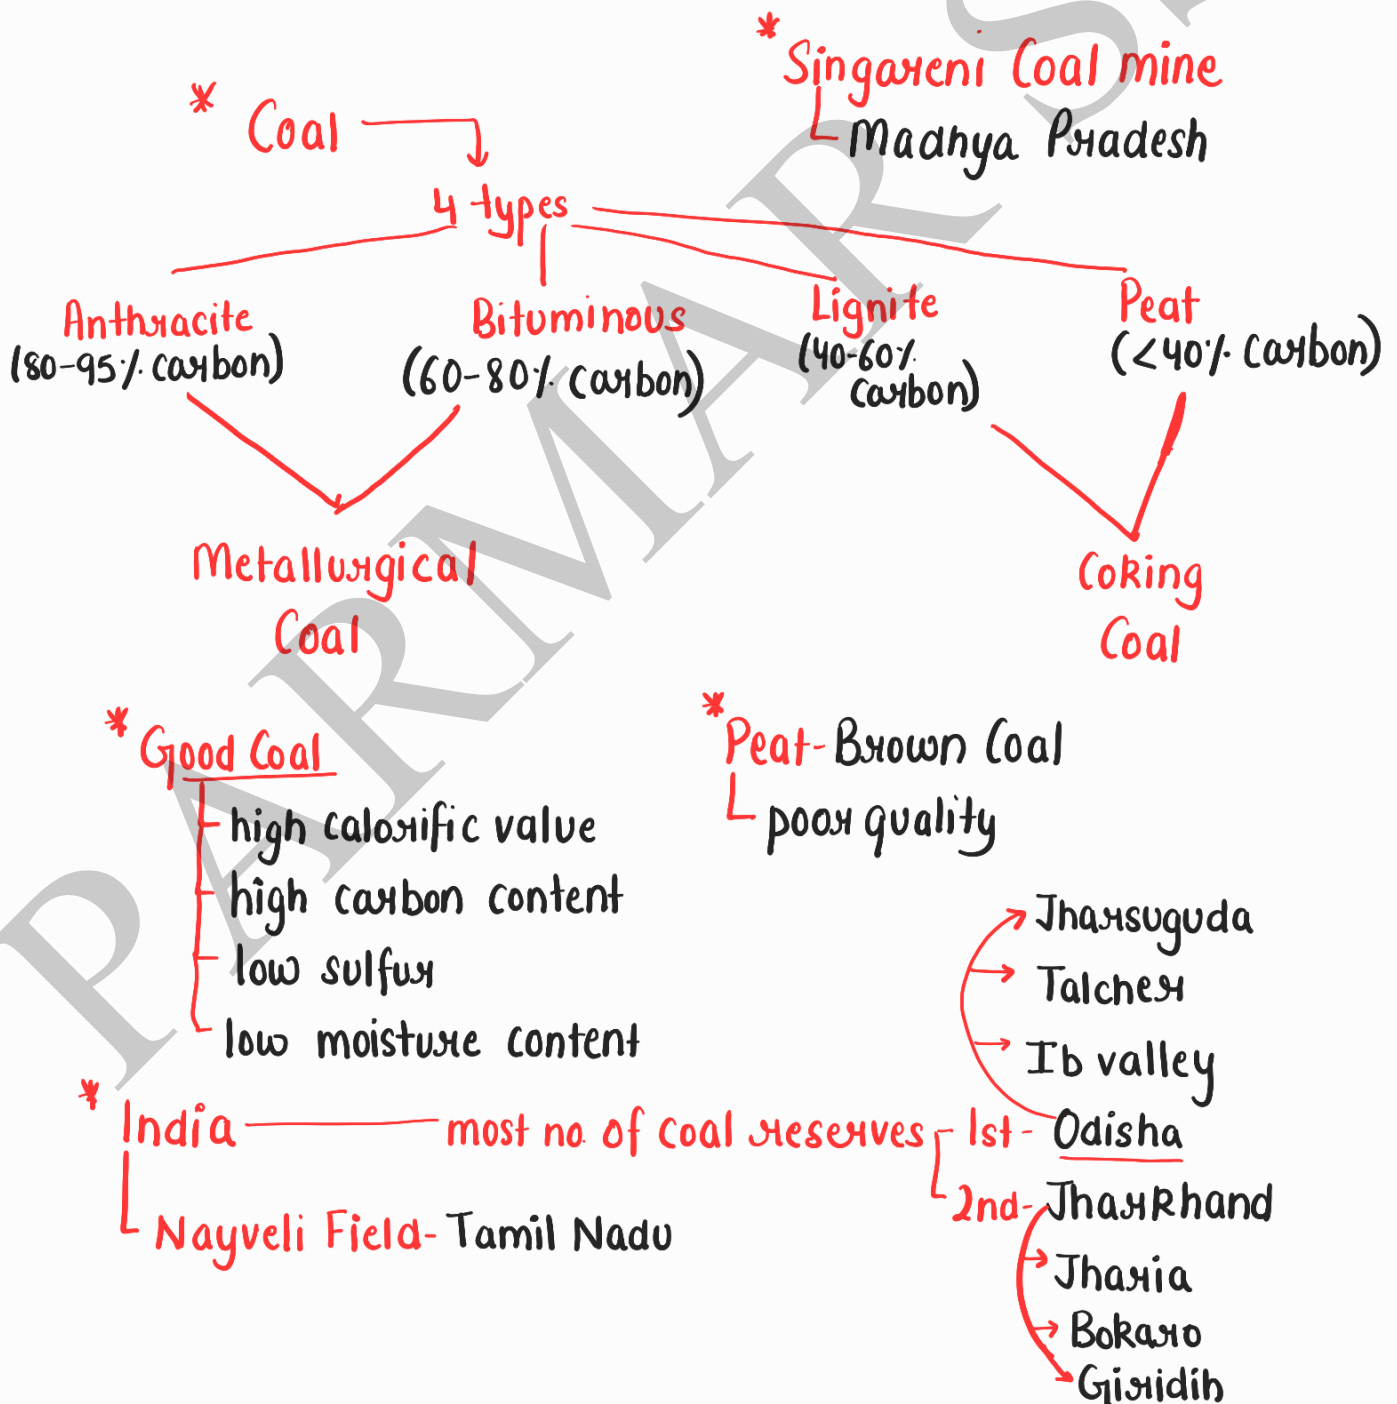 * Singareni Coal mine
Madhya Pradesh
* Coal
4 types
Anthracite
(80-95% carbon)
Bituminous
(60-80% carbon)
Lignite
(40-60%
carbon)
Peat
(<40% carbon)
Metallurgical
Coal
Coking
Coal
* Good Coal
high calorific value
high carbon content
low sulfur
low moisture content
* Peat- Brown Coal
poor quality
Jharsuguda
Talcher
Ib valley
* India most no. of coal reserves 1st- Odisha
2nd- Jharkhand
Nayveli Field- Tamil Nadu
Jharia
Bokaro
Giridih
PARMAR